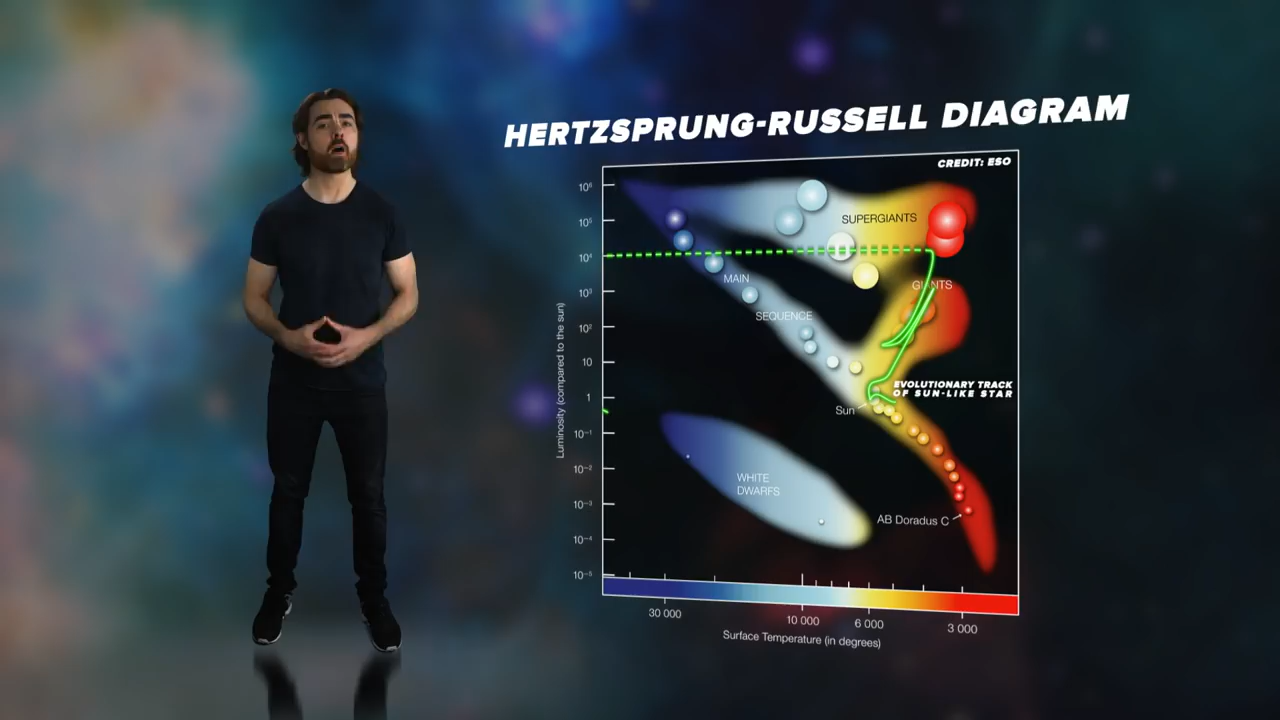 HERTZSPRUNG-RUSSELL DIAGRAM
CREDIT: ESO
10⁶
10⁵
10⁴
10³
10²
10
1
10⁻¹
10⁻²
10⁻³
10⁻⁴
10⁻⁵
Luminosity (compared to the sun)
SUPERGIANTS
MAIN
GIANTS
SEQUENCE
EVOLUTIONARY TRACK
OF SUN-LIKE STAR
Sun
WHITE
DWARFS
AB Doradus C
30 000
10 000
6 000
3 000
Surface Temperature (in degrees)